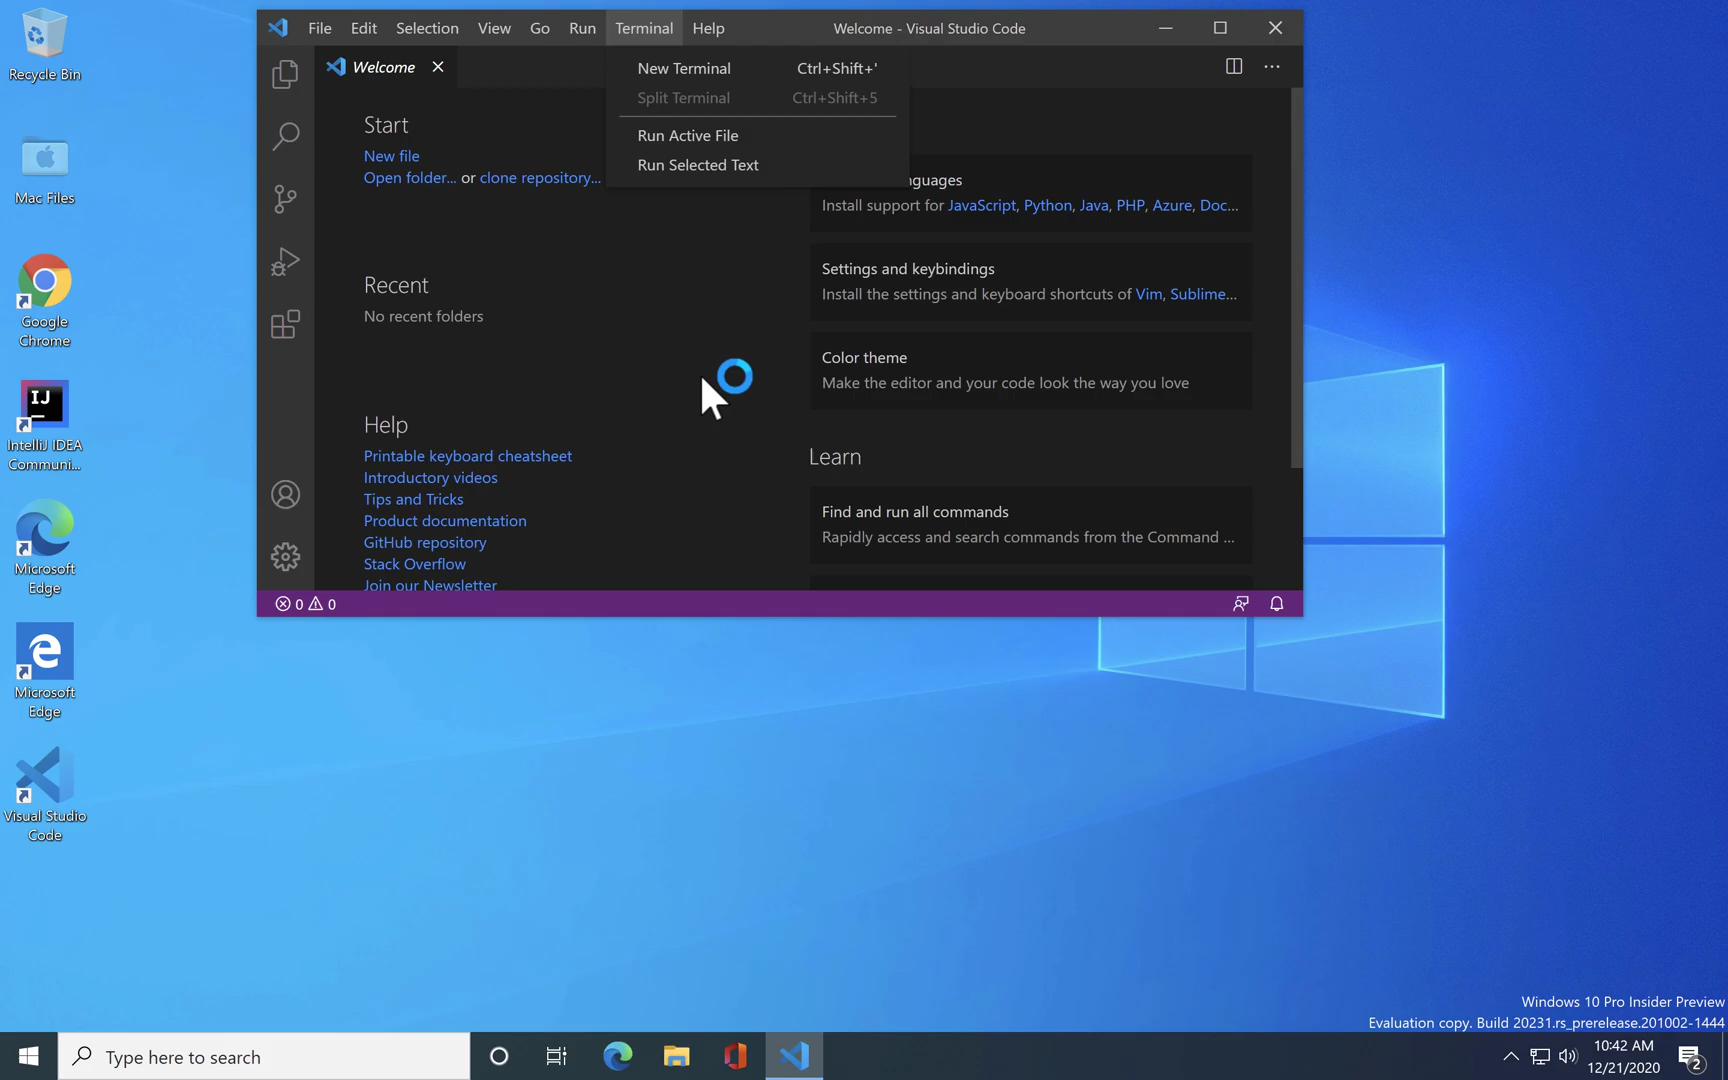 Recycle Bin
Mac Files
Google
Chrome
IJ
IntelliJ IDEA
Communi...
Microsoft
Edge
Microsoft
Edge
Visual Studio
Code
File Edit Selection View Go Run Terminal Help
Welcome - Visual Studio Code
Welcome
New Terminal Ctrl+Shift+'
Split Terminal Ctrl+Shift+5
Run Active File
Run Selected Text
Start
New file
Open folder... or clone repository...
Recent
No recent folders
Help
Printable keyboard cheatsheet
Introductory videos
Tips and Tricks
Product documentation
GitHub repository
Stack Overflow
Join our Newsletter
nguages
Install support for JavaScript, Python, Java, PHP, Azure, Doc...
Settings and keybindings
Install the settings and keyboard shortcuts of Vim, Sublime...
Color theme
Make the editor and your code look the way you love
Learn
Find and run all commands
Rapidly access and search commands from the Command ...
0 0
Windows 10 Pro Insider Preview
Evaluation copy. Build 20231.rs_prerelease.201002-1444
Type here to search
10:42 AM
12/21/2020
2